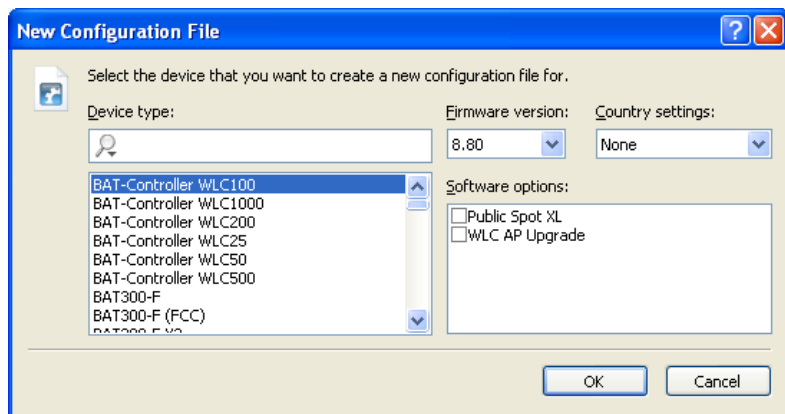 New Configuration File
Select the device that you want to create a new configuration file for.
Device type:
Firmware version:
Country settings:
8.80
None
BAT-Controller WLC100
BAT-Controller WLC1000
BAT-Controller WLC200
BAT-Controller WLC25
BAT-Controller WLC50
BAT-Controller WLC500
BAT300-F
BAT300-F (FCC)
Software options:
Public Spot XL
WLC AP Upgrade
OK
Cancel